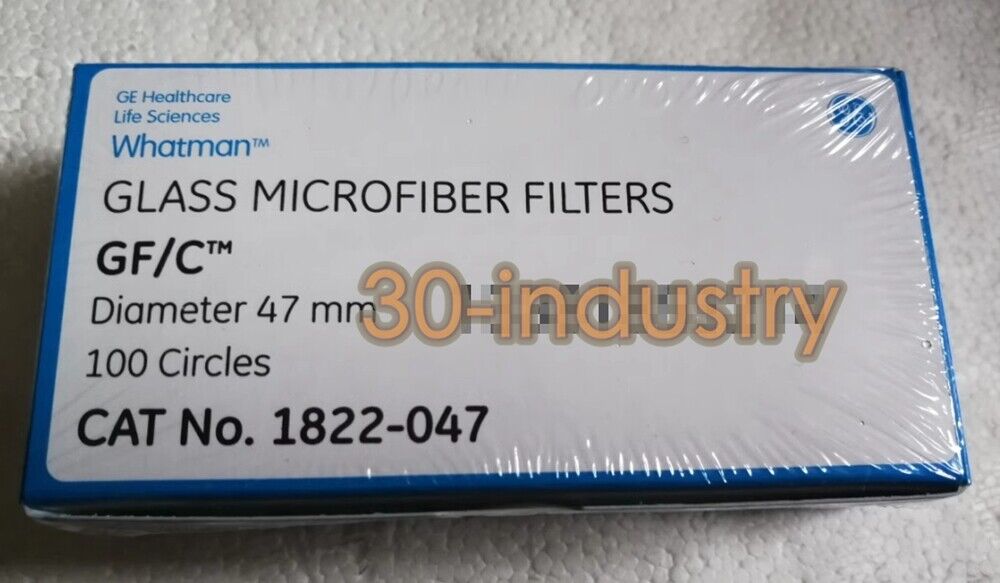 GE Healthcare
Life Sciences
Whatman™
GLASS MICROFIBER FILTERS
GF/C™
Diameter 47 mm
30-industry
100 Circles
CAT No. 1822-047